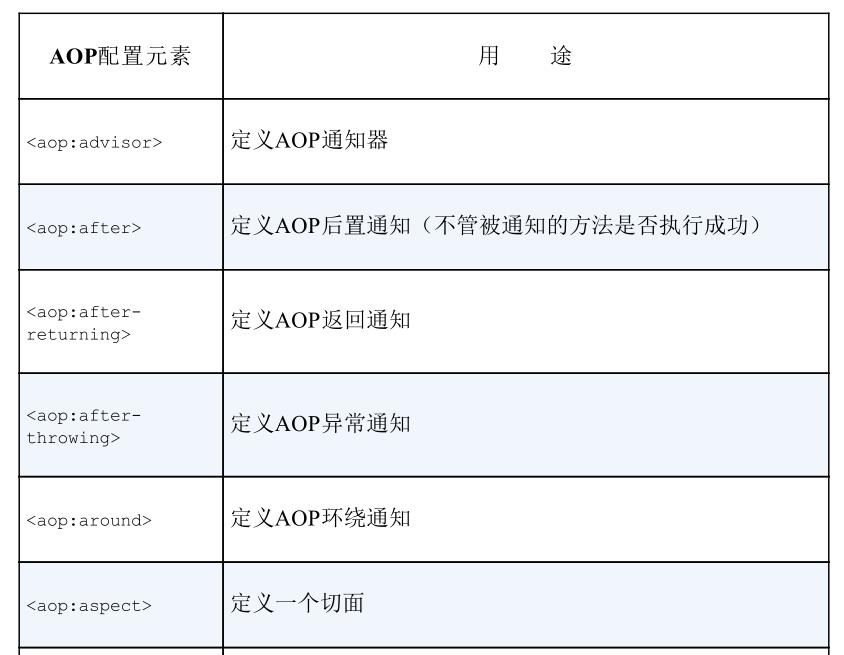 AOP配置元素
用 途
<aop:advisor>
定义AOP通知器
<aop:after>
定义AOP后置通知（不管被通知的方法是否执行成功）
<aop:after-
returning>
定义AOP返回通知
<aop:after-
throwing>
定义AOP异常通知
<aop:around>
定义AOP环绕通知
<aop:aspect>
定义一个切面